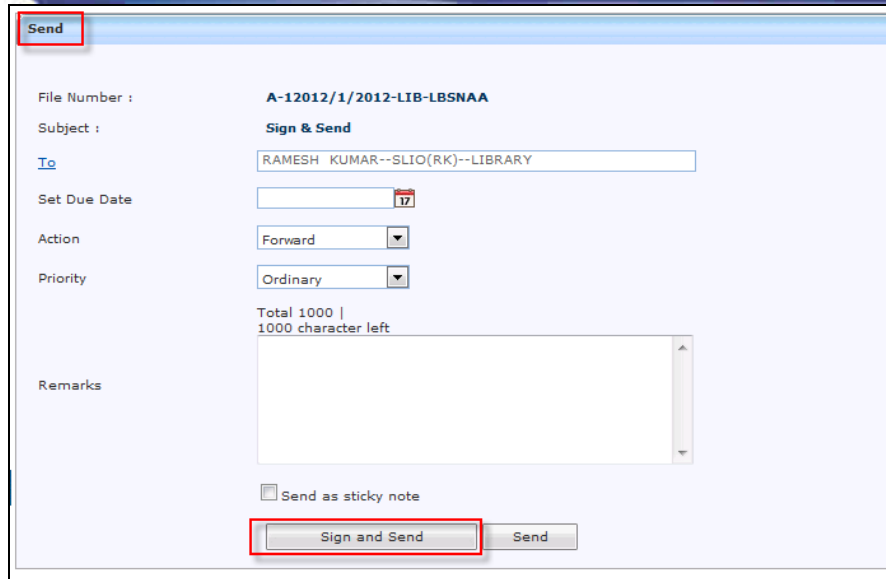 Send
File Number : A-12012/1/2012-LIB-LBSNAA
Subject : Sign & Send
To RAMESH KUMAR--SLIO(RK)--LIBRARY
Set Due Date 17
Action Forward
Priority Ordinary
Total 1000 |
1000 character left
Remarks
Send as sticky note
Sign and Send Send